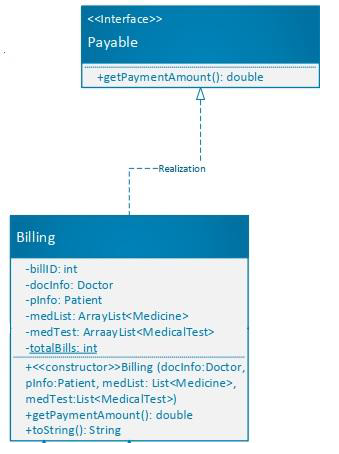 <<Interface>>
Payable
+getPaymentAmount(): double
Realization
Billing
-billID: int
-docInfo: Doctor
-pInfo: Patient
-medList: ArrayList<Medicine>
-medTest: ArraayList<MedicalTest>
-totalBills: int
+<<constructor>>Billing (docInfo:Doctor,
pInfo:Patient, medList: List<Medicine>,
medTest:List<MedicalTest>)
+getPaymentAmount(): double
+toString(): String